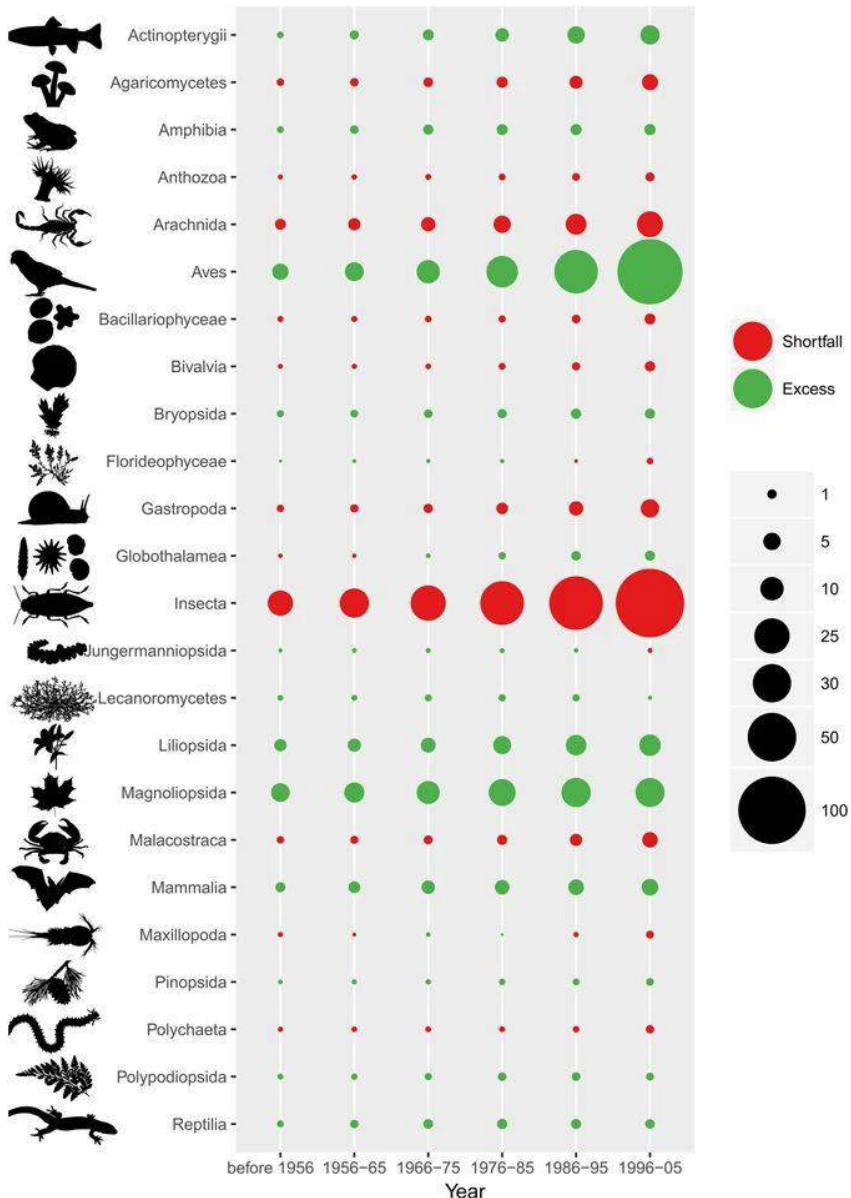 Actinopterygii
Agaricomycetes
Amphibia
Anthozoa
Arachnida
Aves
Bacillariophyceae
Bivalvia
Bryopsida
Florideophyceae
Gastropoda
Globothalamea
Insecta
Jungermanniopsida
Lecanoromycetes
Liliopsida
Magnoliopsida
Malacostraca
Mammalia
Maxillopoda
Pinopsida
Polychaeta
Polypodiopsida
Reptilia
before 1956 1956–65 1966–75 1976–85 1986–95 1996–05
Year
Shortfall
Excess
1
5
10
25
30
50
100